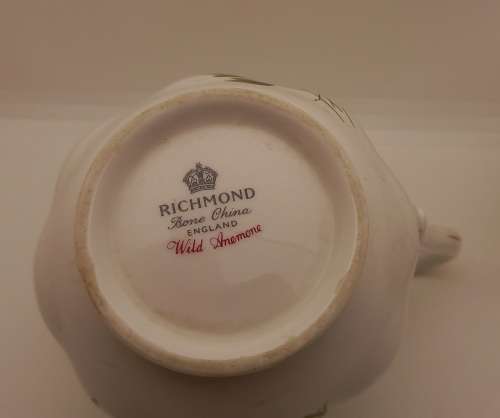 RICHMOND
Bone China
ENGLAND
Wild Anemone